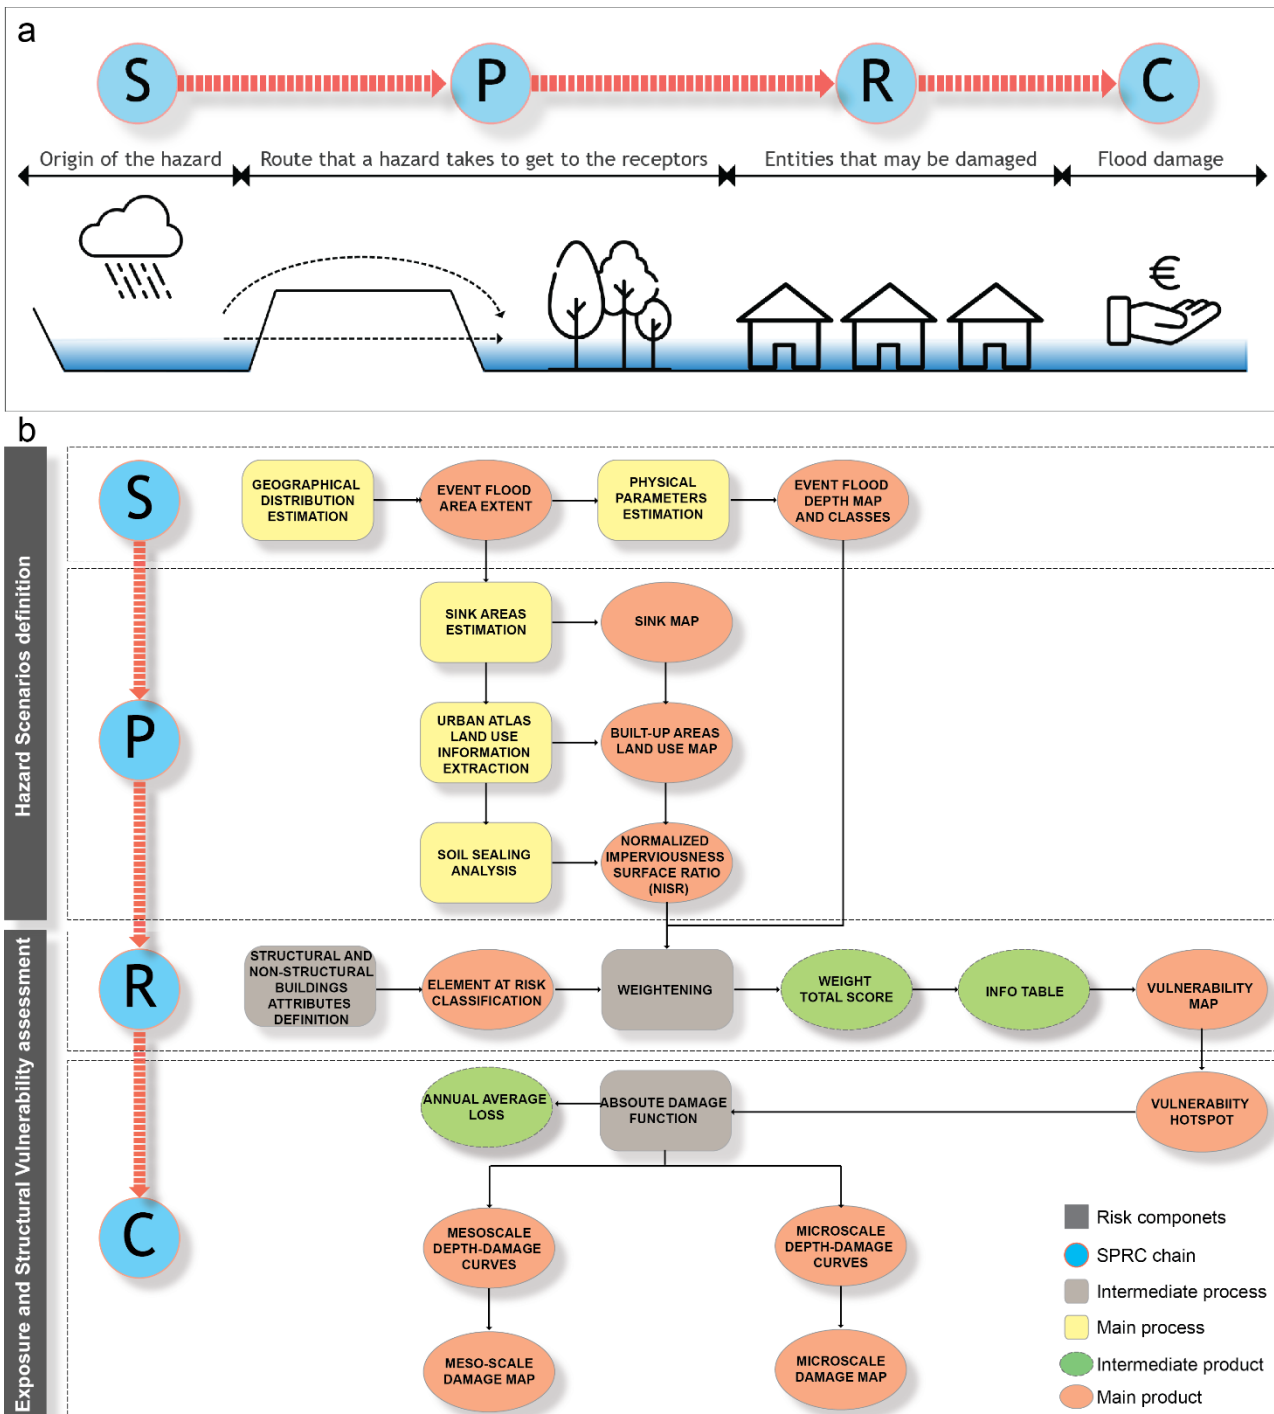 a
S
P
R
C
Origin of the hazard
Route that a hazard takes to get to the receptors
Entities that may be damaged
Flood damage
€
b
Hazard Scenarios definition
S
GEOGRAPHICAL
DISTRIBUTION
ESTIMATION
EVENT FLOOD
AREA EXTENT
PHYSICAL
PARAMETERS
ESTIMATION
EVENT FLOOD
DEPTH MAP
AND CLASSES
P
SINK AREAS
ESTIMATION
SINK MAP
URBAN ATLAS
LAND USE
INFORMATION
EXTRACTION
BUILT-UP AREAS
LAND USE MAP
SOIL SEALING
ANALYSIS
NORMALIZED
IMPERVIOUSNESS
SURFACE RATIO
(NISR)
Exposure and Structural Vulnerability assessment
R
STRUCTURAL AND
NON-STRUCTURAL
BUILDINGS
ATTRIBUTES
DEFINITION
ELEMENT AT RISK
CLASSIFICATION
WEIGHTENING
WEIGHT
TOTAL SCORE
INFO TABLE
VULNERABILITY
MAP
C
ANNUAL AVERAGE
LOSS
ABSOUTE DAMAGE
FUNCTION
VULNERABIITY
HOTSPOT
MESOSCALE
DEPTH-DAMAGE
CURVES
MICROSCALE
DEPTH-DAMAGE
CURVES
MESO-SCALE
DAMAGE MAP
MICROSCALE
DAMAGE MAP
Risk componets
SPRC chain
Intermediate process
Main process
Intermediate product
Main product